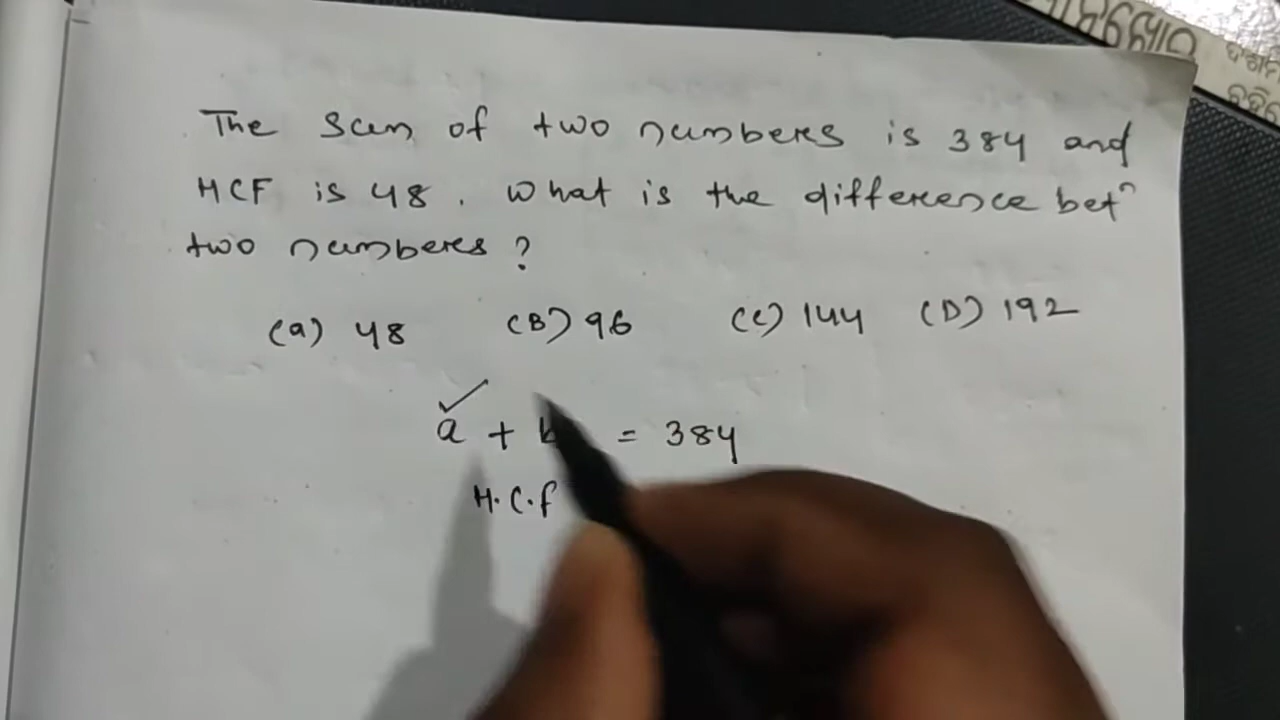 The sum of two numbers is 384 and
HCF is 48. What is the difference betn
two numbers?
(a) 48 (B) 96 (C) 144 (D) 192
a + b = 384
H.C.f